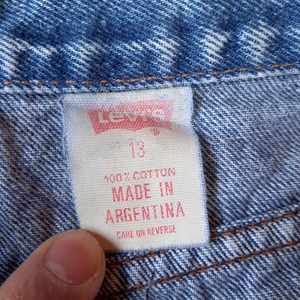 Levi's
®
13
100% COTTON
MADE IN
ARGENTINA
CARE ON REVERSE